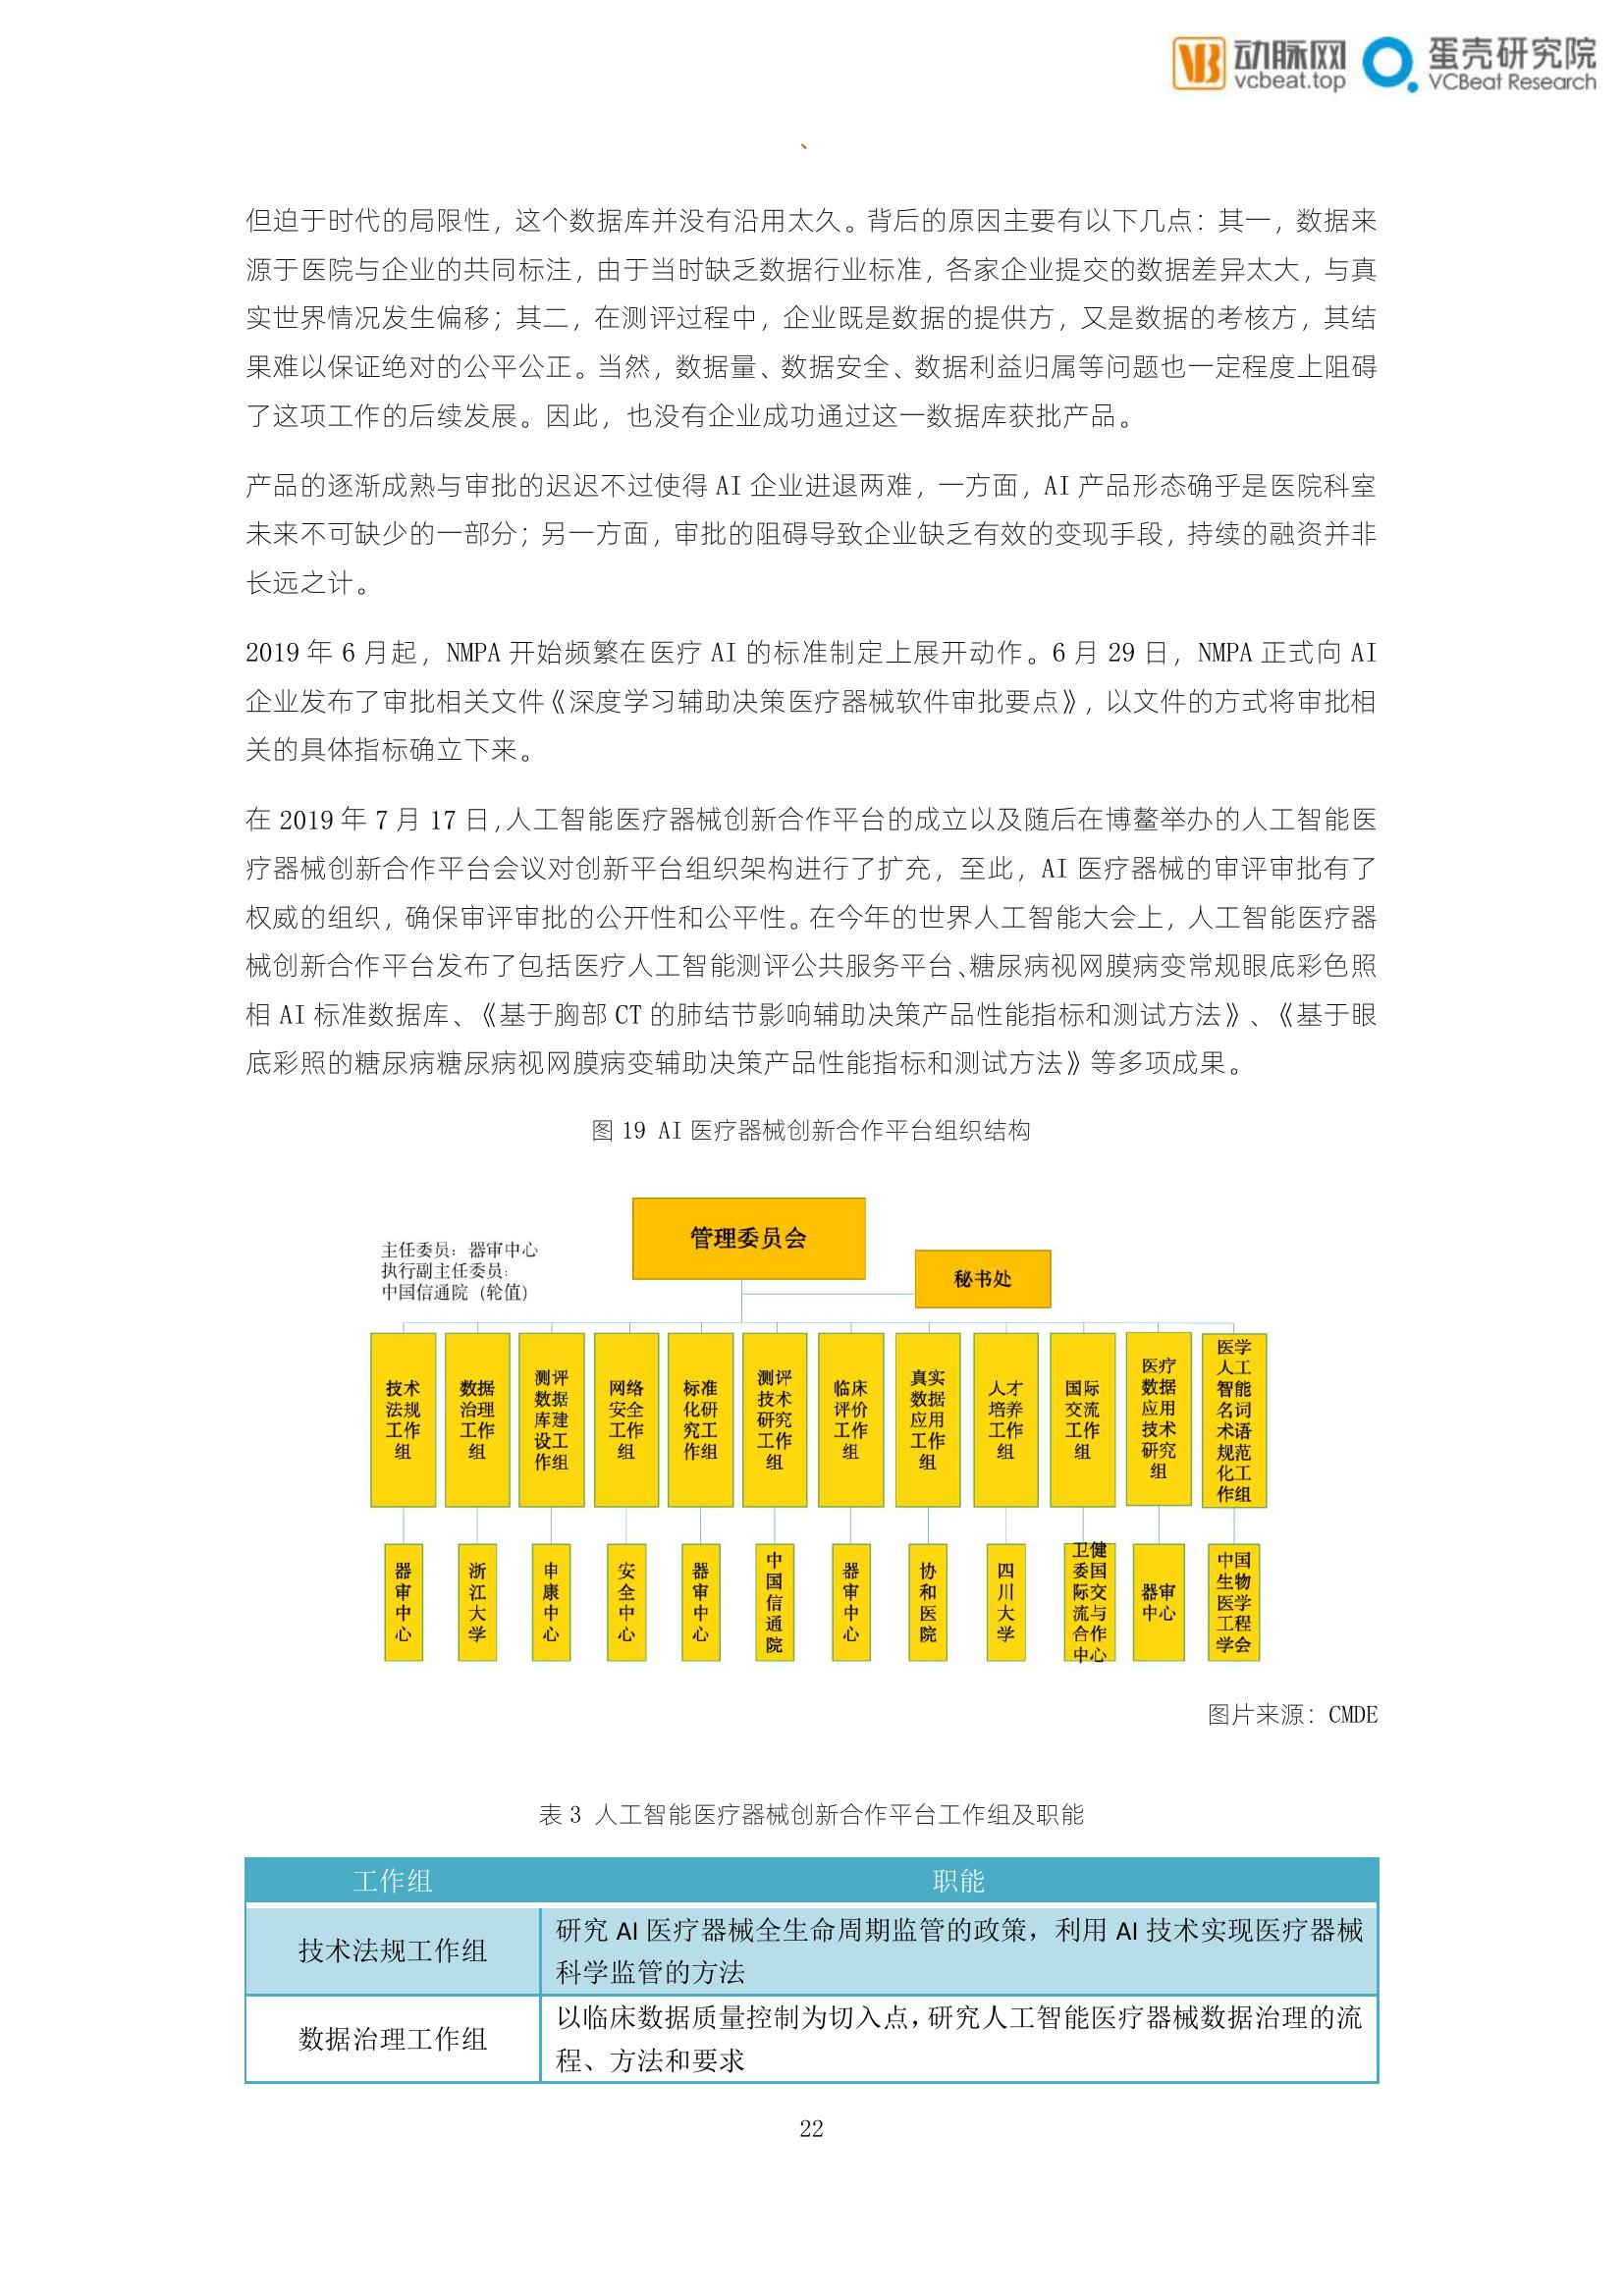 动脉网
vcbeat.top
蛋壳研究院
VCBeat Research
、
但迫于时代的局限性，这个数据库并没有沿用太久。背后的原因主要有以下几点：其一，数据来
源于医院与企业的共同标注，由于当时缺乏数据行业标准，各家企业提交的数据差异太大，与真
实世界情况发生偏移；其二，在测评过程中，企业既是数据的提供方，又是数据的考核方，其结
果难以保证绝对的公平公正。当然，数据量、数据安全、数据利益归属等问题也一定程度上阻碍
了这项工作的后续发展。因此，也没有企业成功通过这一数据库获批产品。
产品的逐渐成熟与审批的迟迟不过使得 AI 企业进退两难，一方面，AI 产品形态确乎是医院科室
未来不可缺少的一部分；另一方面，审批的阻碍导致企业缺乏有效的变现手段，持续的融资并非
长远之计。
2019 年 6 月起，NMPA 开始频繁在医疗 AI 的标准制定上展开动作。6 月 29 日，NMPA 正式向 AI
企业发布了审批相关文件《深度学习辅助决策医疗器械软件审批要点》，以文件的方式将审批相
关的具体指标确立下来。
在 2019 年 7 月 17 日，人工智能医疗器械创新合作平台的成立以及随后在博鳌举办的人工智能医
疗器械创新合作平台会议对创新平台组织架构进行了扩充，至此，AI 医疗器械的审评审批有了
权威的组织，确保审评审批的公开性和公平性。在今年的世界人工智能大会上，人工智能医疗器
械创新合作平台发布了包括医疗人工智能测评公共服务平台、糖尿病视网膜病变常规眼底彩色照
相 AI 标准数据库、《基于胸部 CT 的肺结节影响辅助决策产品性能指标和测试方法》、《基于眼
底彩照的糖尿病糖尿病视网膜病变辅助决策产品性能指标和测试方法》等多项成果。
图 19 AI 医疗器械创新合作平台组织结构
管理委员会
主任委员：器审中心
执行副主任委员：
中国信通院（轮值）
秘书处
技术
法规
工作
组
数据
治理
工作
组
测评
数据
库建
设工
作组
网络
安全
工作
组
标准
化研
究工
作组
测评
技术
研究
工作
组
临床
评价
工作
组
真实
数据
应用
工作
组
人才
培养
工作
组
国际
交流
工作
组
医疗
数据
应用
技术
研究
组
医学
人工
智能
名词
术语
规范
化工
作组
器审中心
浙江大学
申康中心
安全中心
器审中心
中国信通院
器审中心
协和医院
四川大学
卫健
委国
际交
流与
合作
中心
器审
中心
中国
生物
医学
工程
学会
图片来源：CMDE
表 3 人工智能医疗器械创新合作平台工作组及职能
工作组
职能
技术法规工作组
研究 AI 医疗器械全生命周期监管的政策，利用 AI 技术实现医疗器械
科学监管的方法
数据治理工作组
以临床数据质量控制为切入点，研究人工智能医疗器械数据治理的流
程、方法和要求
22